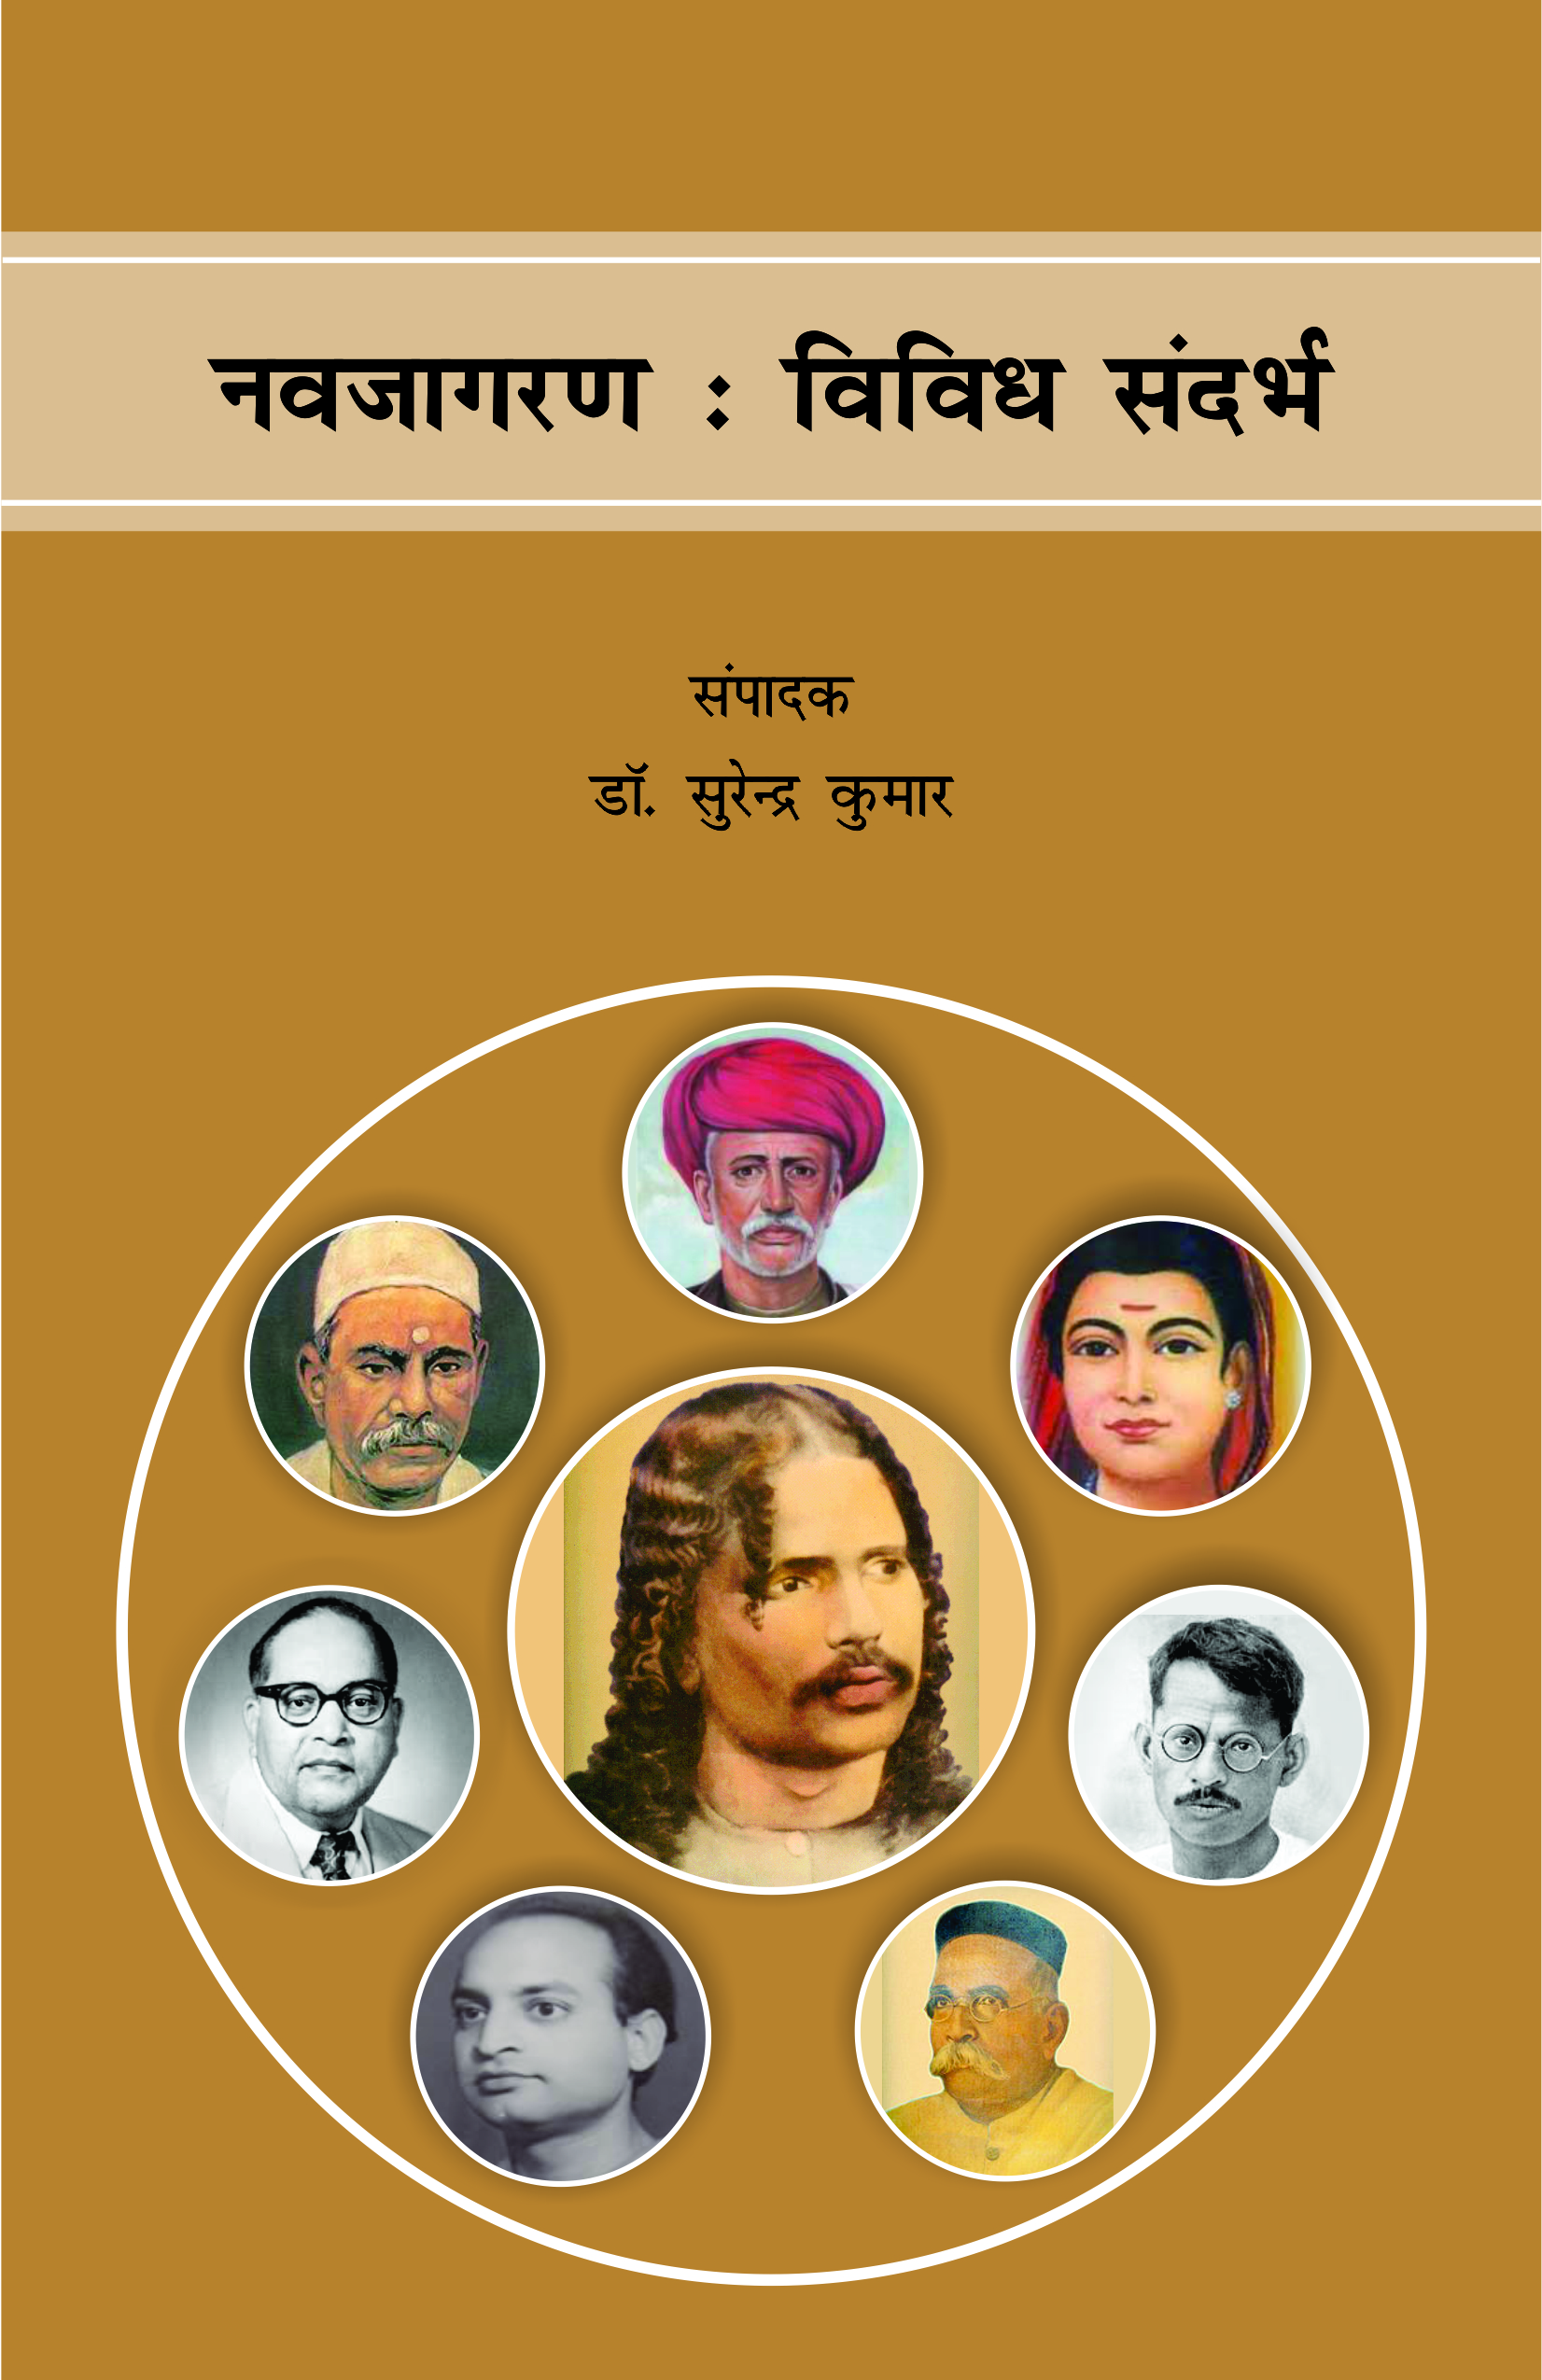 नवजागरण : विविध संदर्भ
संपादक
डॉ. सुरेन्द्र कुमार